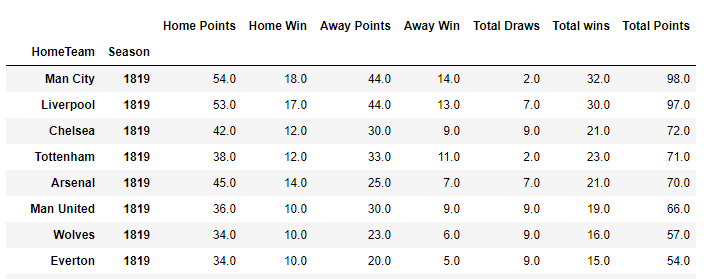 Home Points Home Win Away Points Away Win Total Draws Total wins Total Points
HomeTeam Season
Man City 1819 54.0 18.0 44.0 14.0 2.0 32.0 98.0
Liverpool 1819 53.0 17.0 44.0 13.0 7.0 30.0 97.0
Chelsea 1819 42.0 12.0 30.0 9.0 9.0 21.0 72.0
Tottenham 1819 38.0 12.0 33.0 11.0 2.0 23.0 71.0
Arsenal 1819 45.0 14.0 25.0 7.0 7.0 21.0 70.0
Man United 1819 36.0 10.0 30.0 9.0 9.0 19.0 66.0
Wolves 1819 34.0 10.0 23.0 6.0 9.0 16.0 57.0
Everton 1819 34.0 10.0 20.0 5.0 9.0 15.0 54.0